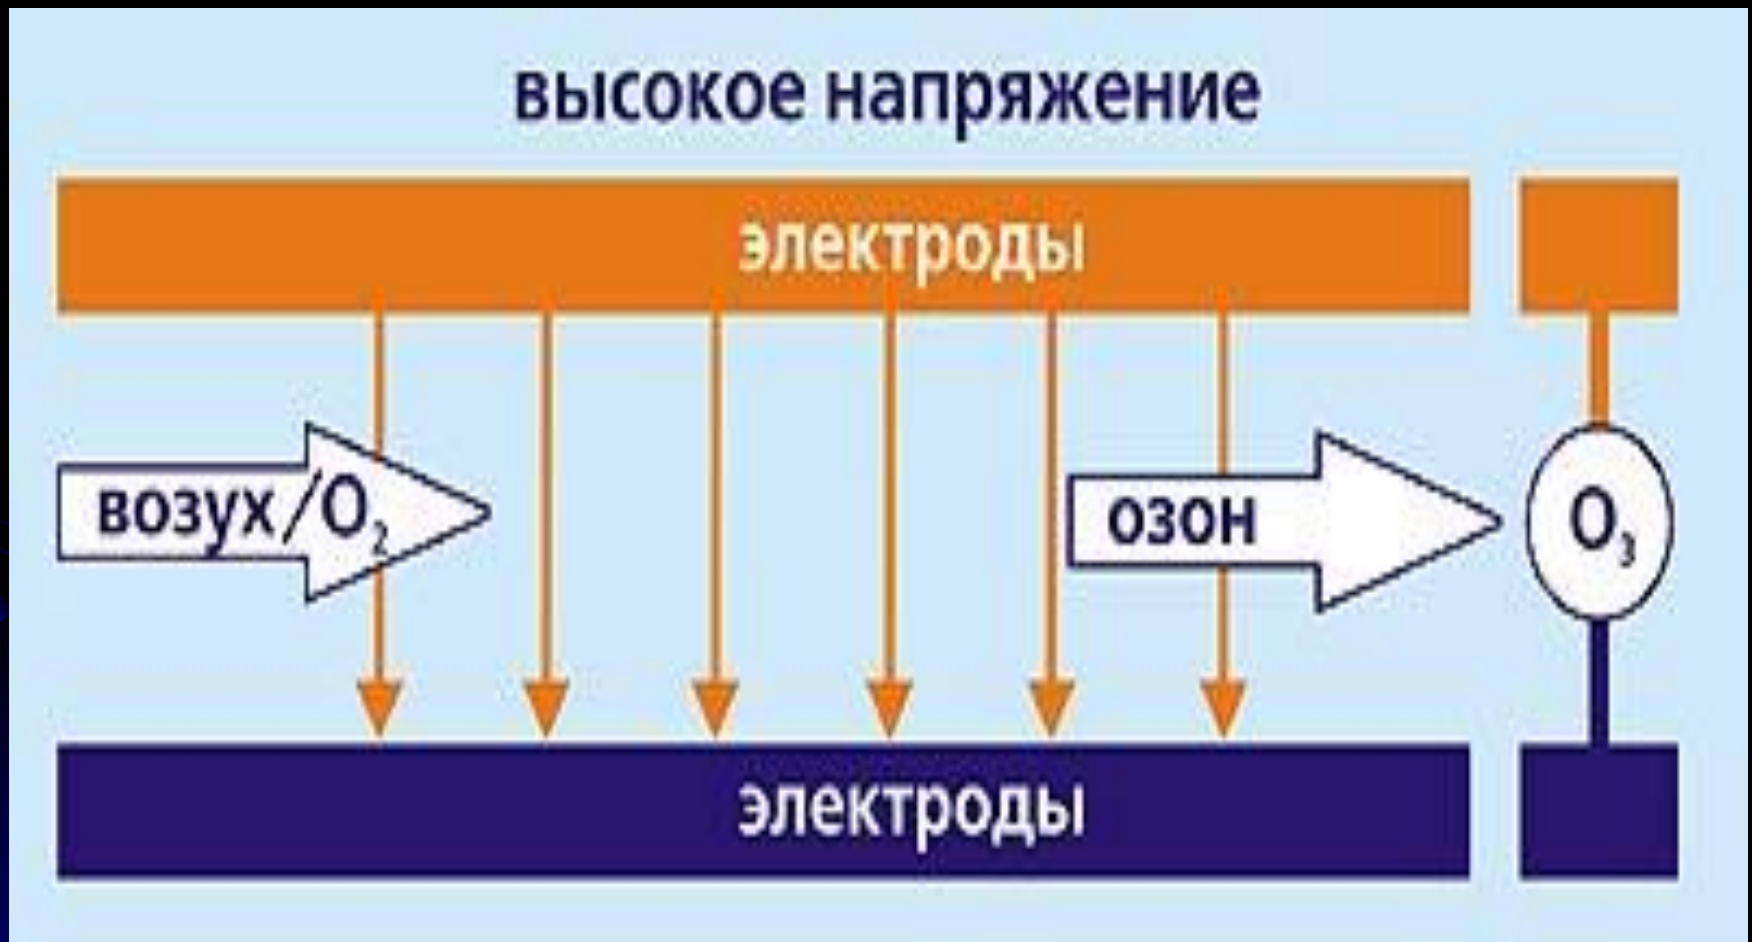 высокое напряжение
электроды
возух/O₂
озон
O₃
электроды